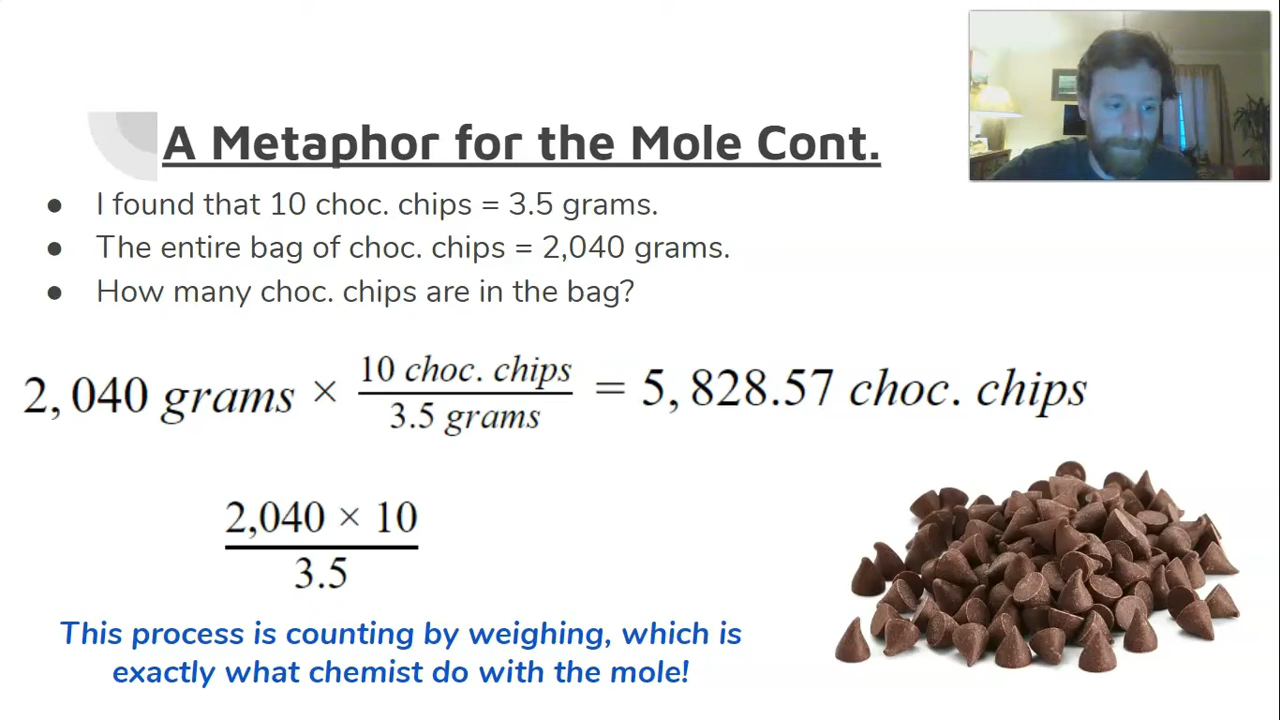 A Metaphor for the Mole Cont.
● I found that 10 choc. chips = 3.5 grams.
● The entire bag of choc. chips = 2,040 grams.
● How many choc. chips are in the bag?
2, 040 grams × 10 choc. chips / 3.5 grams = 5, 828.57 choc. chips
2,040 × 10
3.5
This process is counting by weighing, which is
exactly what chemist do with the mole!